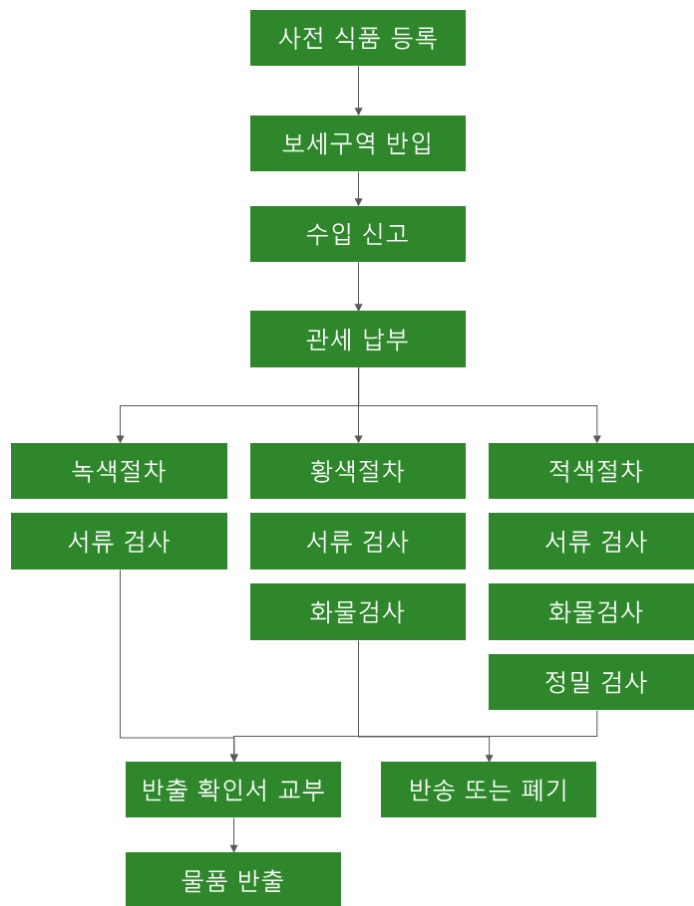 사전 식품 등록
보세구역 반입
수입 신고
관세 납부
녹색절차
황색절차
적색절차
서류 검사
서류 검사
서류 검사
화물검사
화물검사
정밀 검사
반출 확인서 교부
반송 또는 폐기
물품 반출